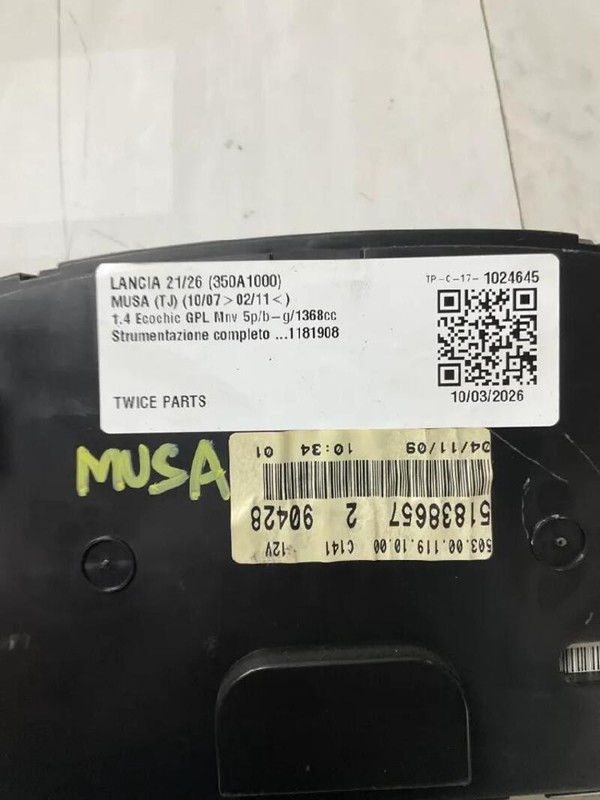 LANCIA 21/26 (350A1000)
TP-C-17- 1024645
MUSA (TJ) (10/07>02/11<)
1.4 Ecochic GPL Mnv 5p/b-g/1368cc
Strumentazione completo ...1181908
TWICE PARTS
10/03/2026
MUSA
503.00.119.10.00 C141 12V
51838657 2 90428
04/11/09 10:34 01